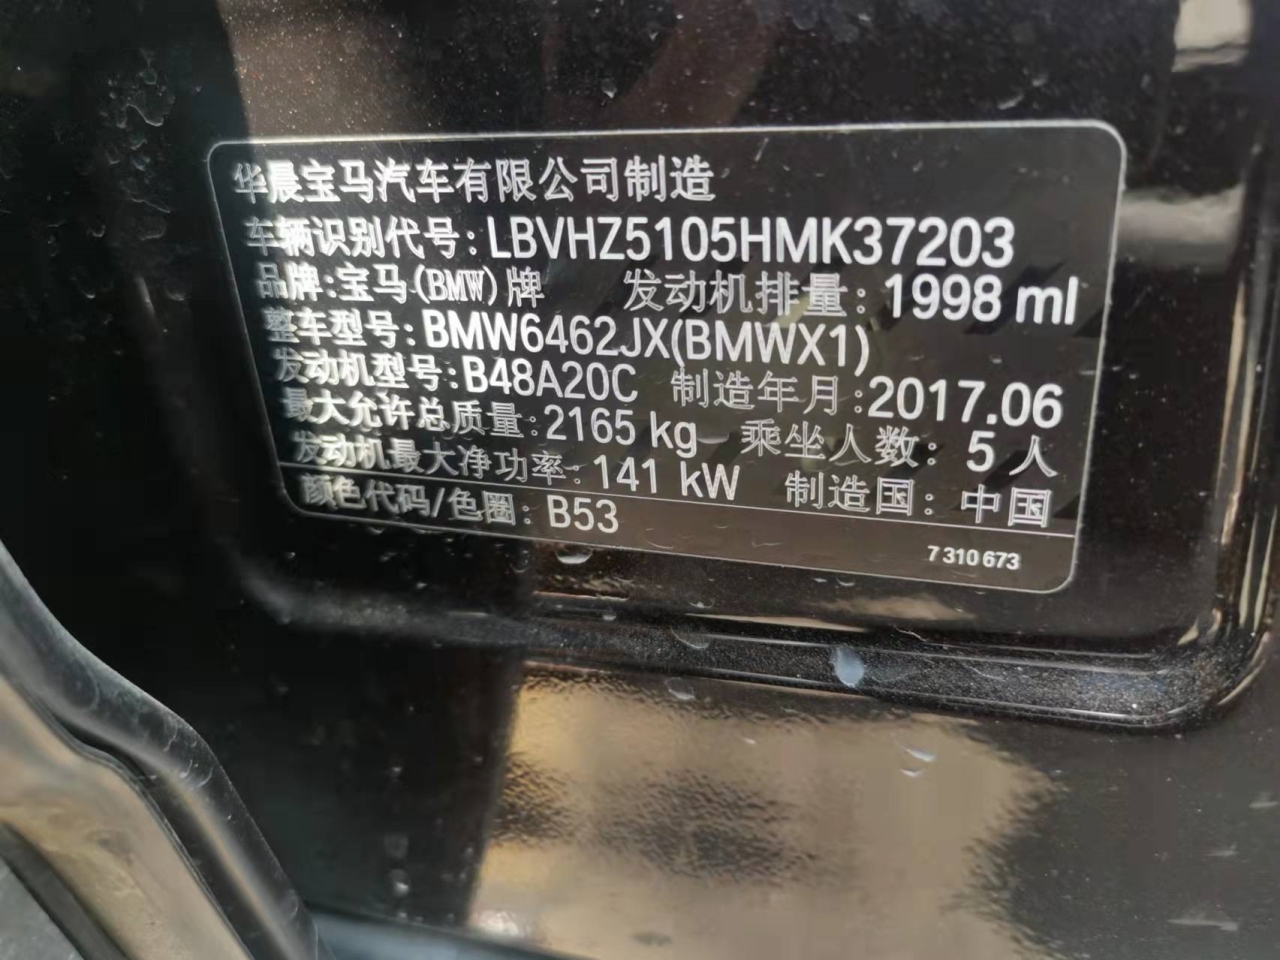 华晨宝马汽车有限公司制造
车辆识别代号:LBVHZ5105HMK37203
品牌:宝马(BMW)牌 发动机排量:1998 ml
整车型号:BMW6462JX(BMWX1)
发动机型号:B48A20C 制造年月:2017.06
最大允许总质量:2165 kg 乘坐人数:5人
发动机最大净功率:141 kW 制造国:中国
颜色代码/色圈:B53
7 310 673